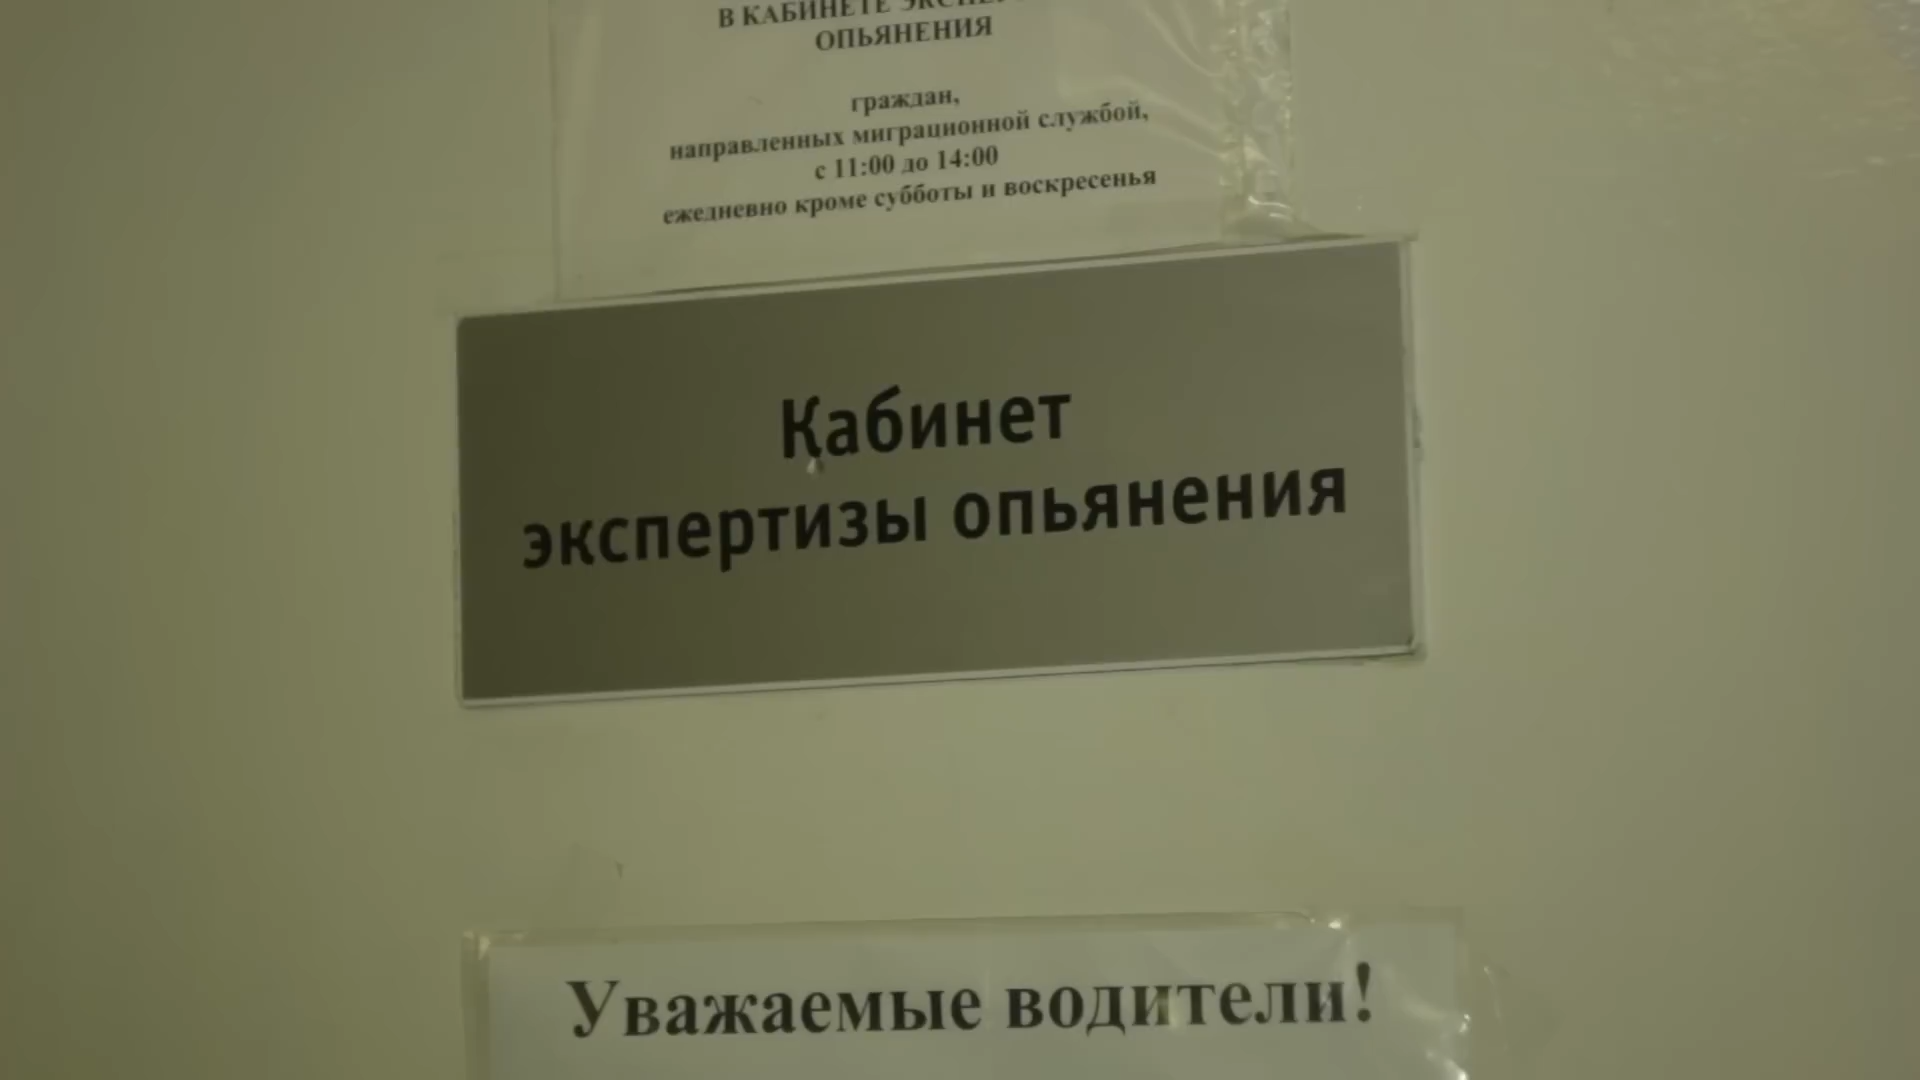 В КАБИНЕТЕ
ОПЬЯНЕНИЯ
граждан,
направленных миграционной службой,
с 11:00 до 14:00
ежедневно кроме субботы и воскресенья
Кабинет
экспертизы опьянения
Уважаемые водители!